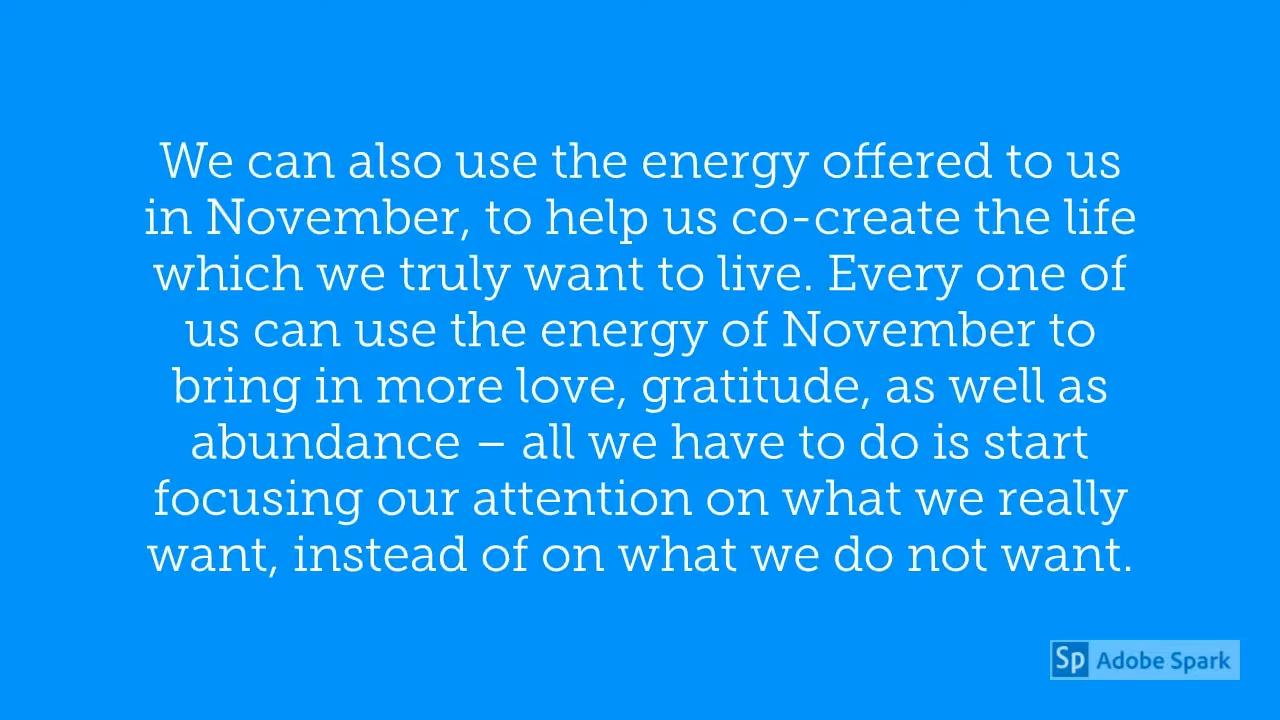 We can also use the energy offered to us
in November, to help us co-create the life
which we truly want to live. Every one of
us can use the energy of November to
bring in more love, gratitude, as well as
abundance – all we have to do is start
focusing our attention on what we really
want, instead of on what we do not want.
Sp Adobe Spark